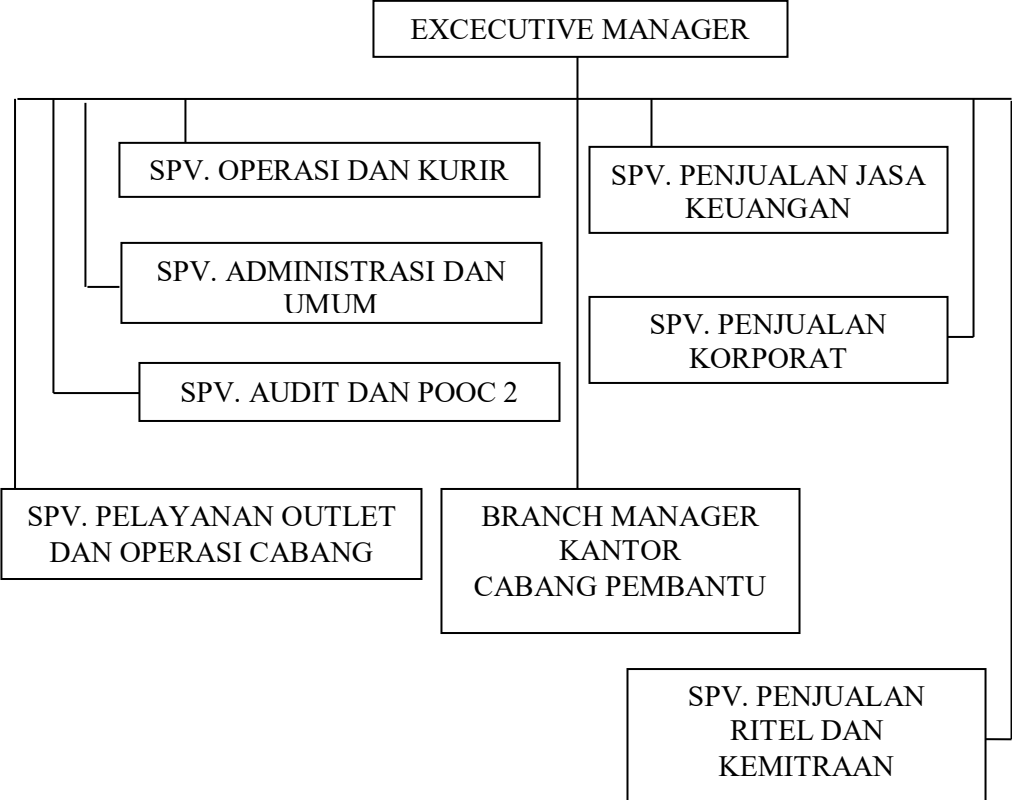 EXCECUTIVE MANAGER
SPV. OPERASI DAN KURIR
SPV. PENJUALAN JASA
KEUANGAN
SPV. ADMINISTRASI DAN
UMUM
SPV. PENJUALAN
KORPORAT
SPV. AUDIT DAN POOC 2
SPV. PELAYANAN OUTLET
DAN OPERASI CABANG
BRANCH MANAGER
KANTOR
CABANG PEMBANTU
SPV. PENJUALAN
RITEL DAN
KEMITRAAN